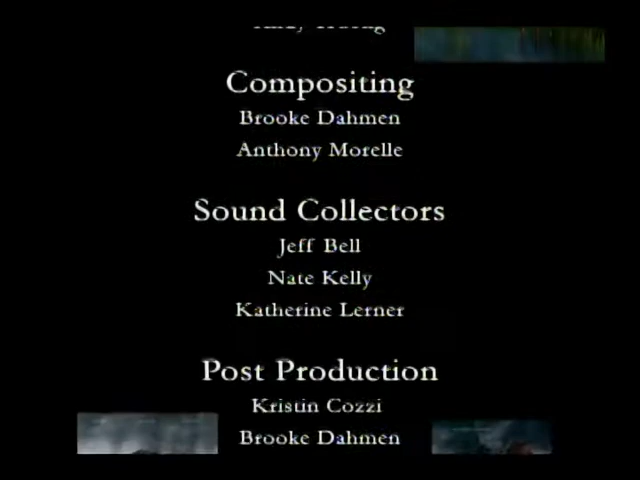 Compositing
Brooke Dahmen
Anthony Morelle
Sound Collectors
Jeff Bell
Nate Kelly
Katherine Lerner
Post Production
Kristin Cozzi
Brooke Dahmen